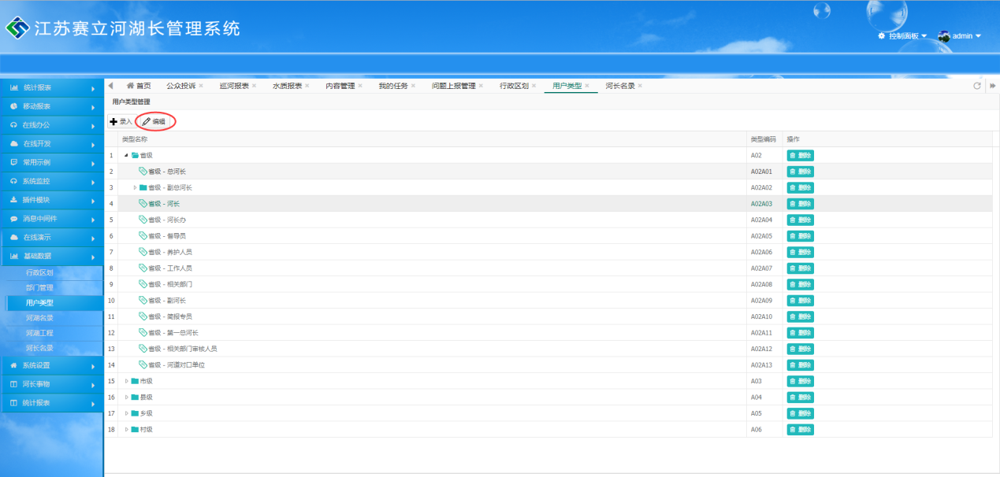 江苏赛立河湖长管理系统
控制面板 admin
首页 公众投诉 巡河报表 水质报表 内容管理 我的任务 问题上报管理 行政区划 用户类型 河长名录
统计报表
移动报表
在线办公
在线开发
常用示例
系统监控
插件模块
消息中间件
在线演示
基础数据
行政区划
部门管理
用户类型
河湖名录
河湖工程
河长名录
系统设置
河长事物
统计报表
用户类型管理
录入 编辑
类型名称 类型编码 操作
1 省级 A02 删除
2 省级 - 总河长 A02A01 删除
3 省级 - 副总河长 A02A02 删除
4 省级 - 河长 A02A03 删除
5 省级 - 河长办 A02A04 删除
6 省级 - 督导员 A02A05 删除
7 省级 - 养护人员 A02A06 删除
8 省级 - 工作人员 A02A07 删除
9 省级 - 相关部门 A02A08 删除
10 省级 - 副河长 A02A09 删除
11 省级 - 简报专员 A02A10 删除
12 省级 - 第一总河长 A02A11 删除
13 省级 - 相关部门审核人员 A02A12 删除
14 省级 - 河道对口单位 A02A13 删除
15 市级 A03 删除
16 县级 A04 删除
17 乡级 A05 删除
18 村级 A06 删除